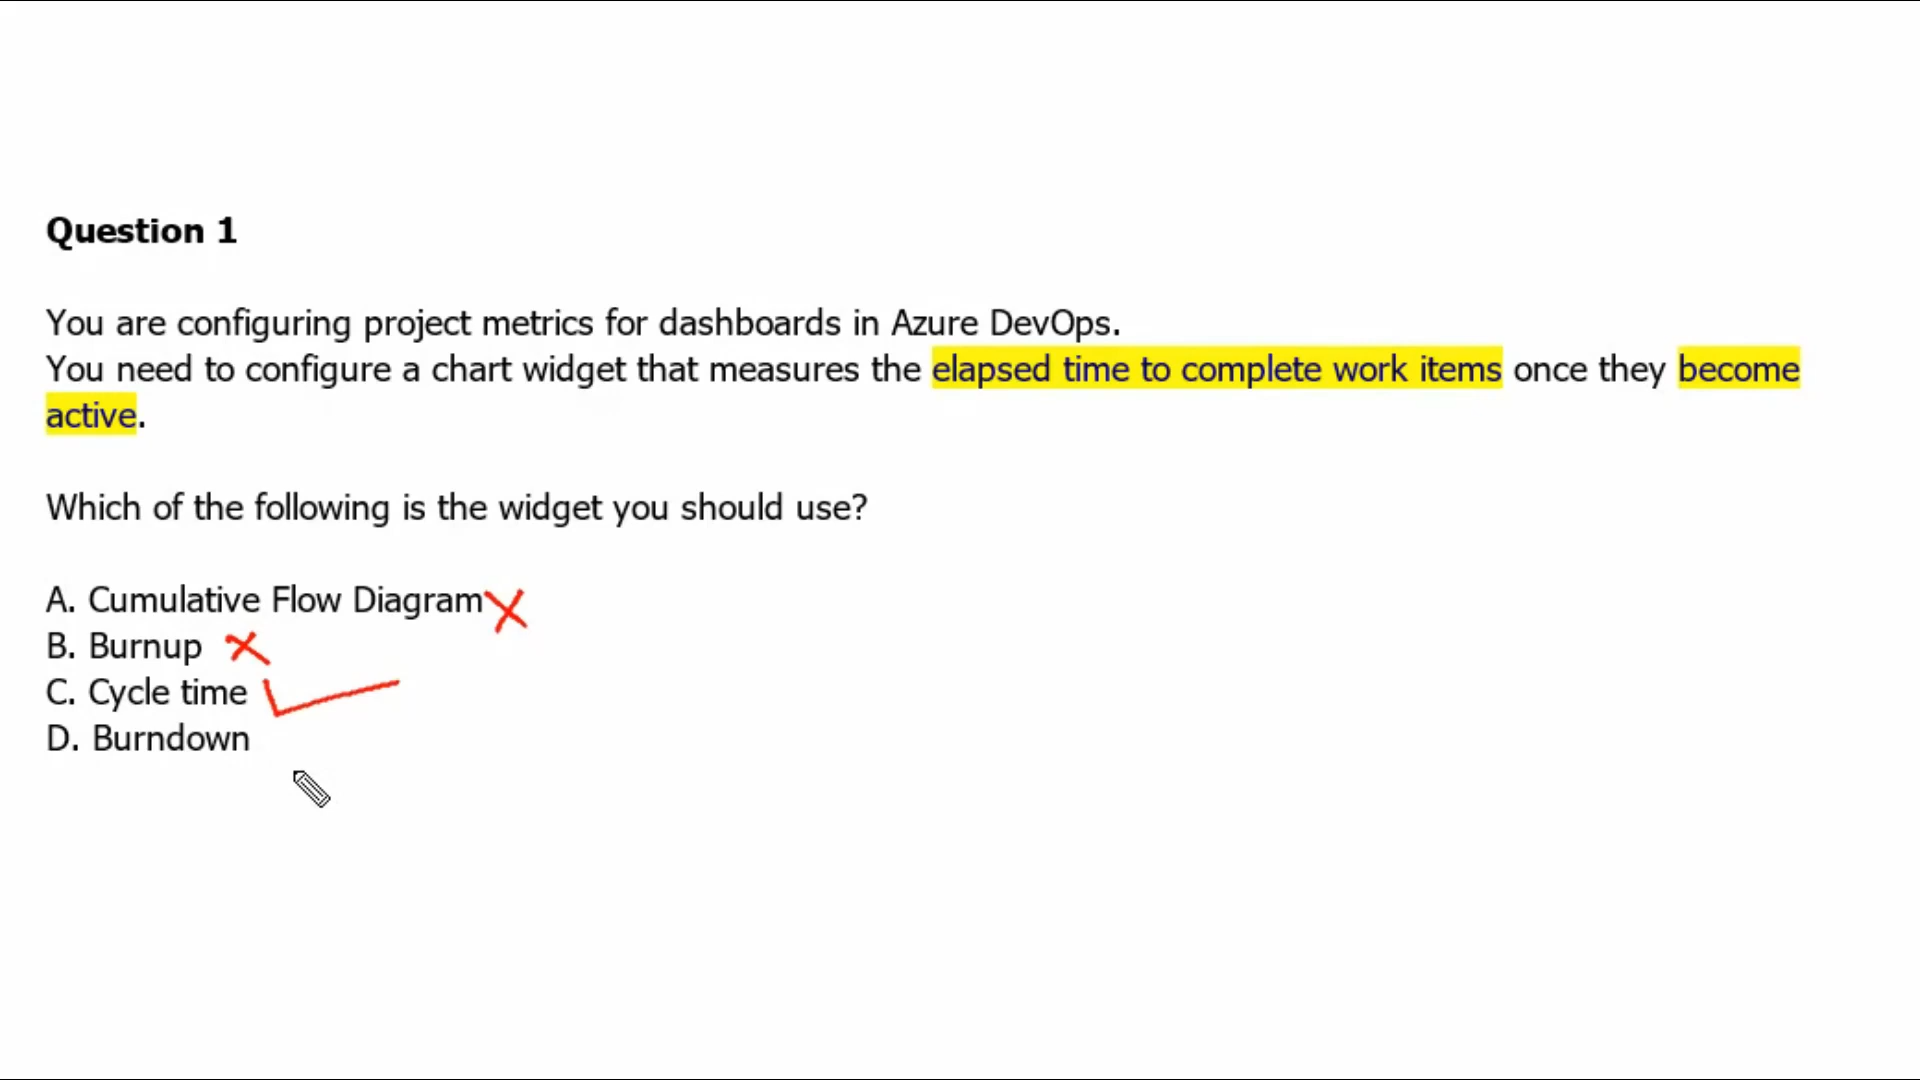 Question 1
You are configuring project metrics for dashboards in Azure DevOps.
You need to configure a chart widget that measures the elapsed time to complete work items once they become
active.
Which of the following is the widget you should use?
A. Cumulative Flow Diagram
B. Burnup
C. Cycle time
D. Burndown